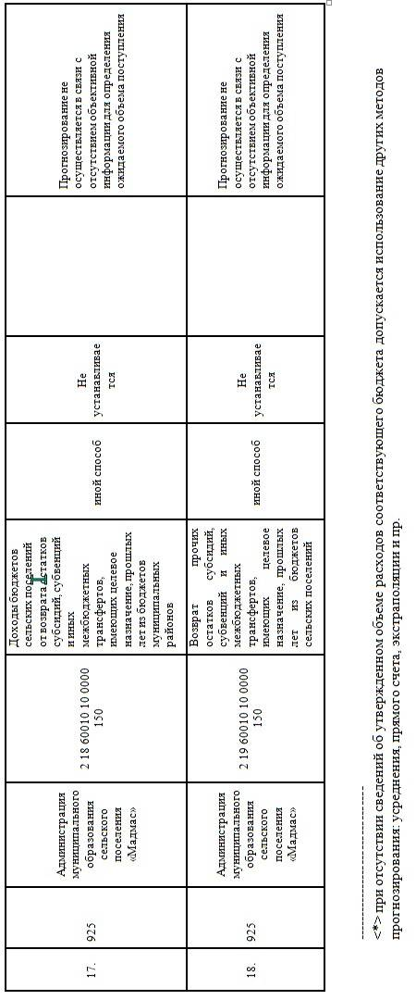 17.
925
Администрация
муниципального
образования
сельского
поселения
«Мадмас»
2 18 60010 10 0000
150
Доходы бюджетов
сельских поселений
от возврата остатков
субсидий, субвенций
и иных
межбюджетных
трансфертов,
имеющих целевое
назначение, прошлых
лет из бюджетов
муниципальных
районов
иной способ
Не
устанавливае
тся
Прогнозирование не
осуществляется в связи с
отсутствием объективной
информации для определения
ожидаемого объема поступления
18.
925
Администрация
муниципального
образования
сельского
поселения
«Мадмас»
2 19 60010 10 0000
150
Возврат прочих
остатков субсидий,
субвенций и иных
межбюджетных
трансфертов,
имеющих целевое
назначение, прошлых
лет из бюджетов
сельских поселений
иной способ
Не
устанавливае
тся
Прогнозирование не
осуществляется в связи с
отсутствием объективной
информации для определения
ожидаемого объема поступления
--------------------------------
<*> при отсутствии сведений об утвержденном объеме расходов соответствующего бюджета допускается использование других методов
прогнозирования: усреднения, прямого счета, экстраполяции и пр.